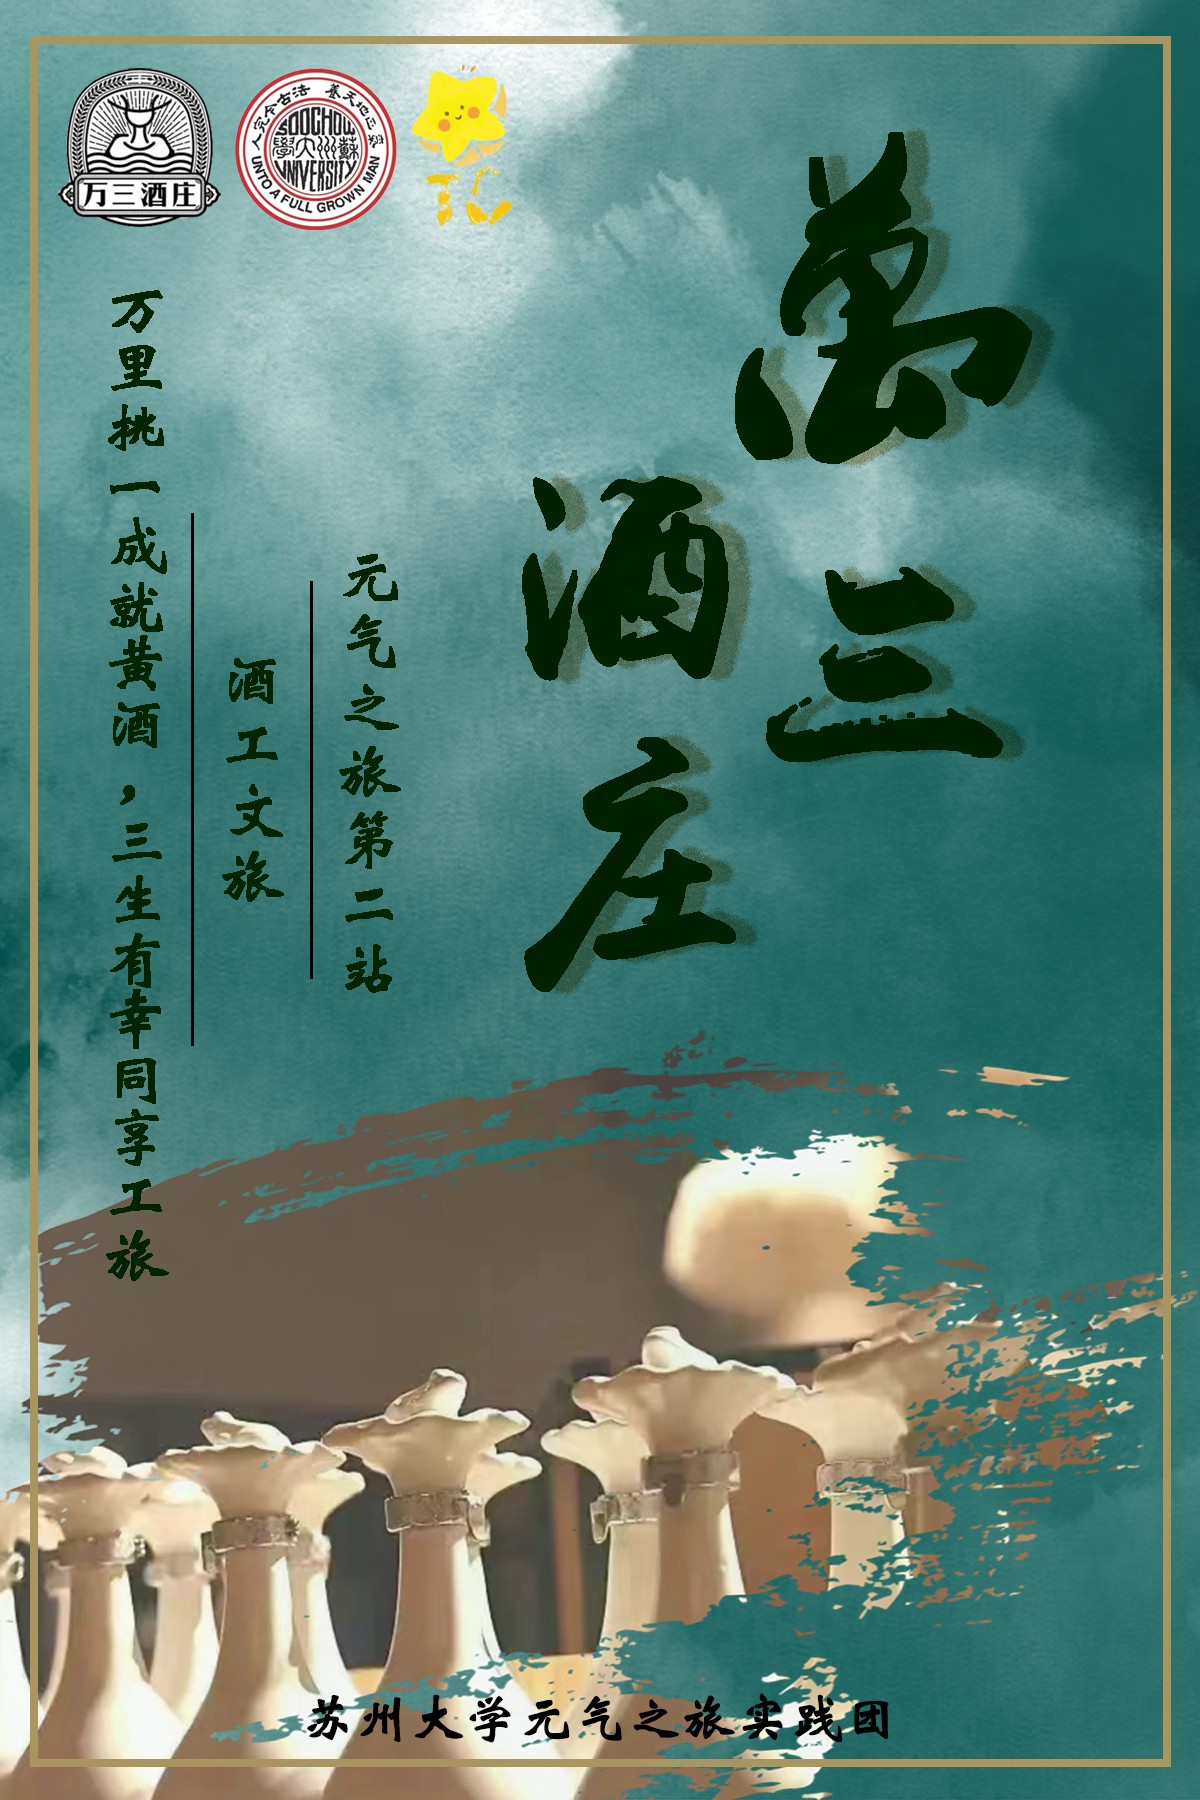 万三酒庄
养天地正气 法古今完人
SOOCHOW
蘇州大學
UNIVERSITY
UNTO A FULL GROWN MAN
萬三
酒庄
元气之旅第二站
酒工文旅
万里挑一成就黄酒，三生有幸同享工旅
苏州大学元气之旅实践团